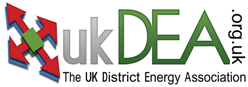 ukDEA.org.uk
The UK District Energy Association